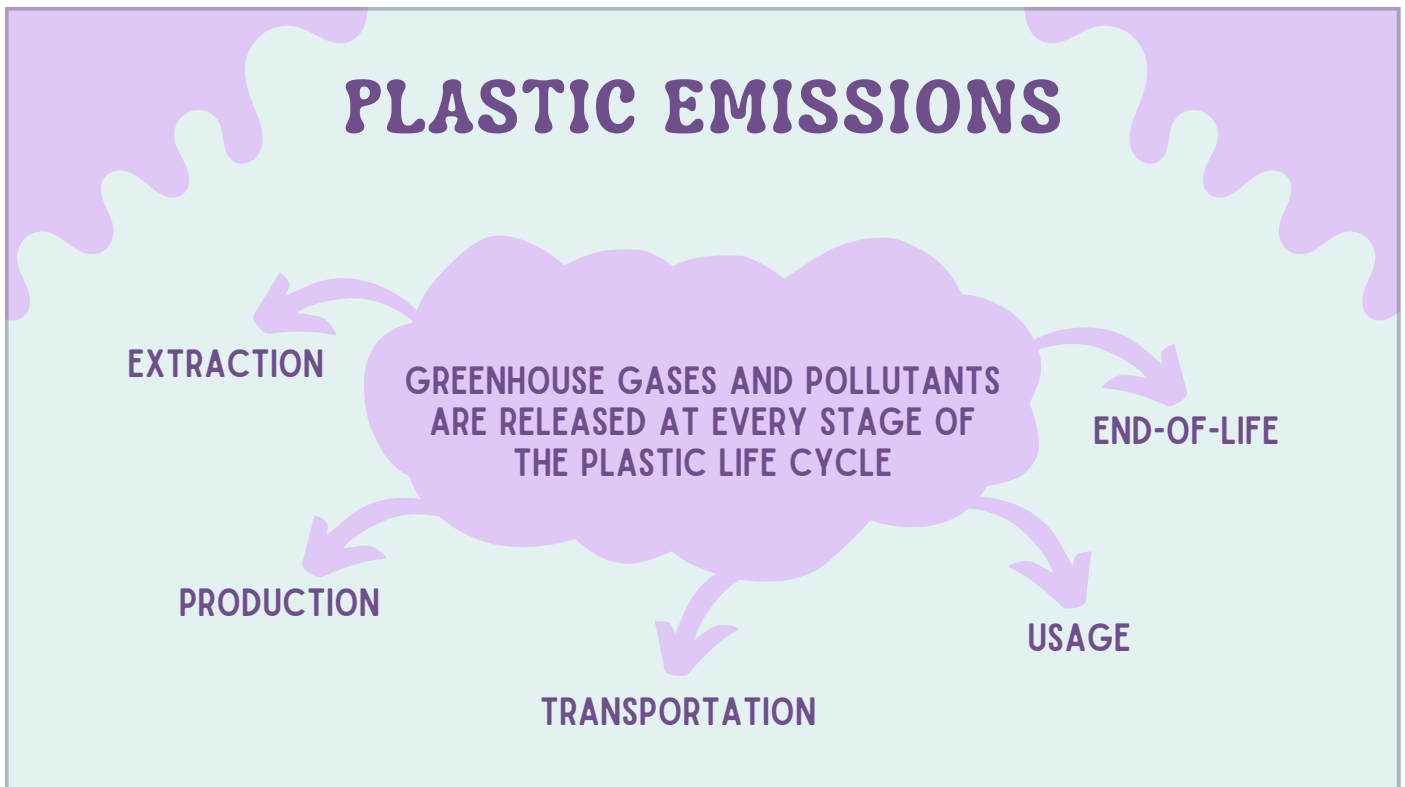 PLASTIC EMISSIONS
EXTRACTION
GREENHOUSE GASES AND POLLUTANTS
ARE RELEASED AT EVERY STAGE OF
THE PLASTIC LIFE CYCLE
END-OF-LIFE
PRODUCTION
USAGE
TRANSPORTATION